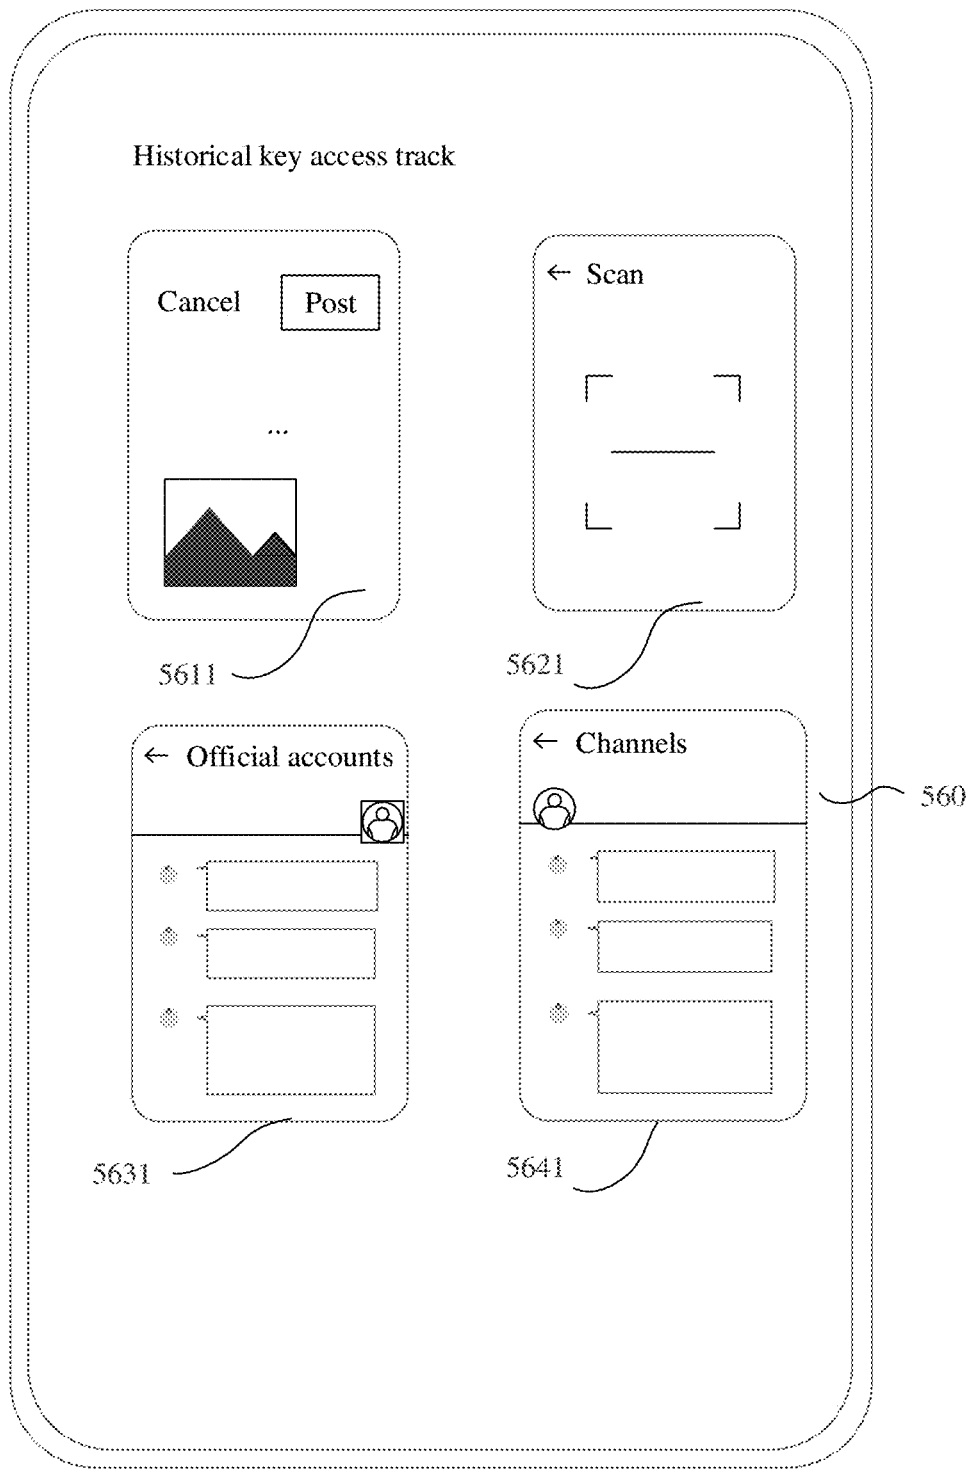 Historical key access track
Cancel
Post
...
← Scan
5611
5621
← Official accounts
← Channels
560
5631
5641